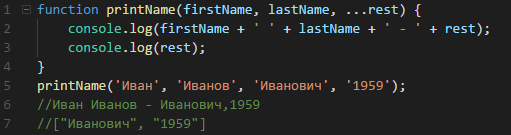 1 function printName(firstName, lastName, ...rest) {
2     console.log(firstName + ' ' + lastName + ' - ' + rest);
3     console.log(rest);
4 }
5 printName('Иван', 'Иванов', 'Иванович', '1959');
6 //Иван Иванов - Иванович,1959
7 //["Иванович", "1959"]